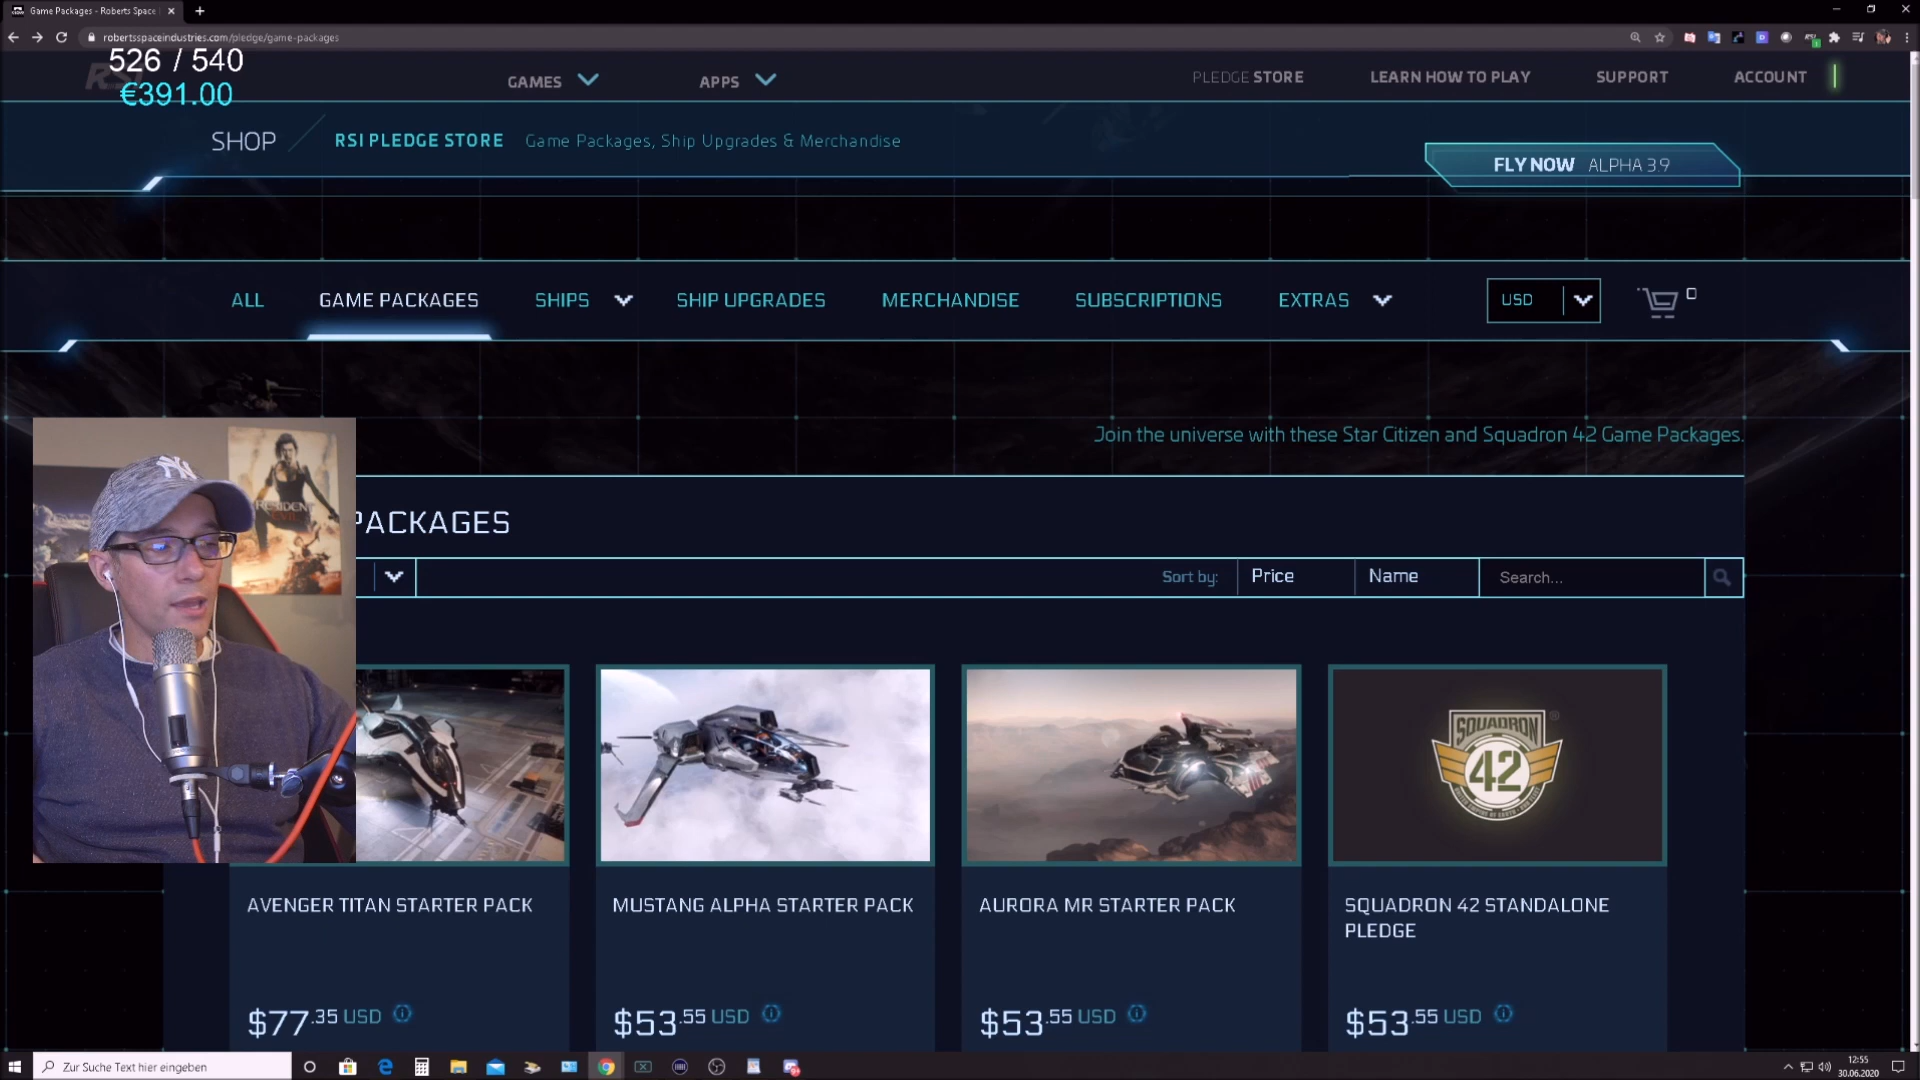 Game Packages - Roberts Space
robertsspaceindustries.com/pledge/game-packages
526 / 540
€391.00
RSI
GAMES
APPS
PLEDGE STORE
LEARN HOW TO PLAY
SUPPORT
ACCOUNT
SHOP
RSI PLEDGE STORE
Game Packages, Ship Upgrades & Merchandise
FLY NOW ALPHA 3.9
ALL
GAME PACKAGES
SHIPS
SHIP UPGRADES
MERCHANDISE
SUBSCRIPTIONS
EXTRAS
USD
0
Join the universe with these Star Citizen and Squadron 42 Game Packages.
PACKAGES
Sort by:
Price
Name
Search...
RESIDENT EVIL
SQUADRON
42
AVENGER TITAN STARTER PACK
MUSTANG ALPHA STARTER PACK
AURORA MR STARTER PACK
SQUADRON 42 STANDALONE
PLEDGE
$77.35 USD
$53.55 USD
$53.55 USD
$53.55 USD
Zur Suche Text hier eingeben
12:55
30.06.2020